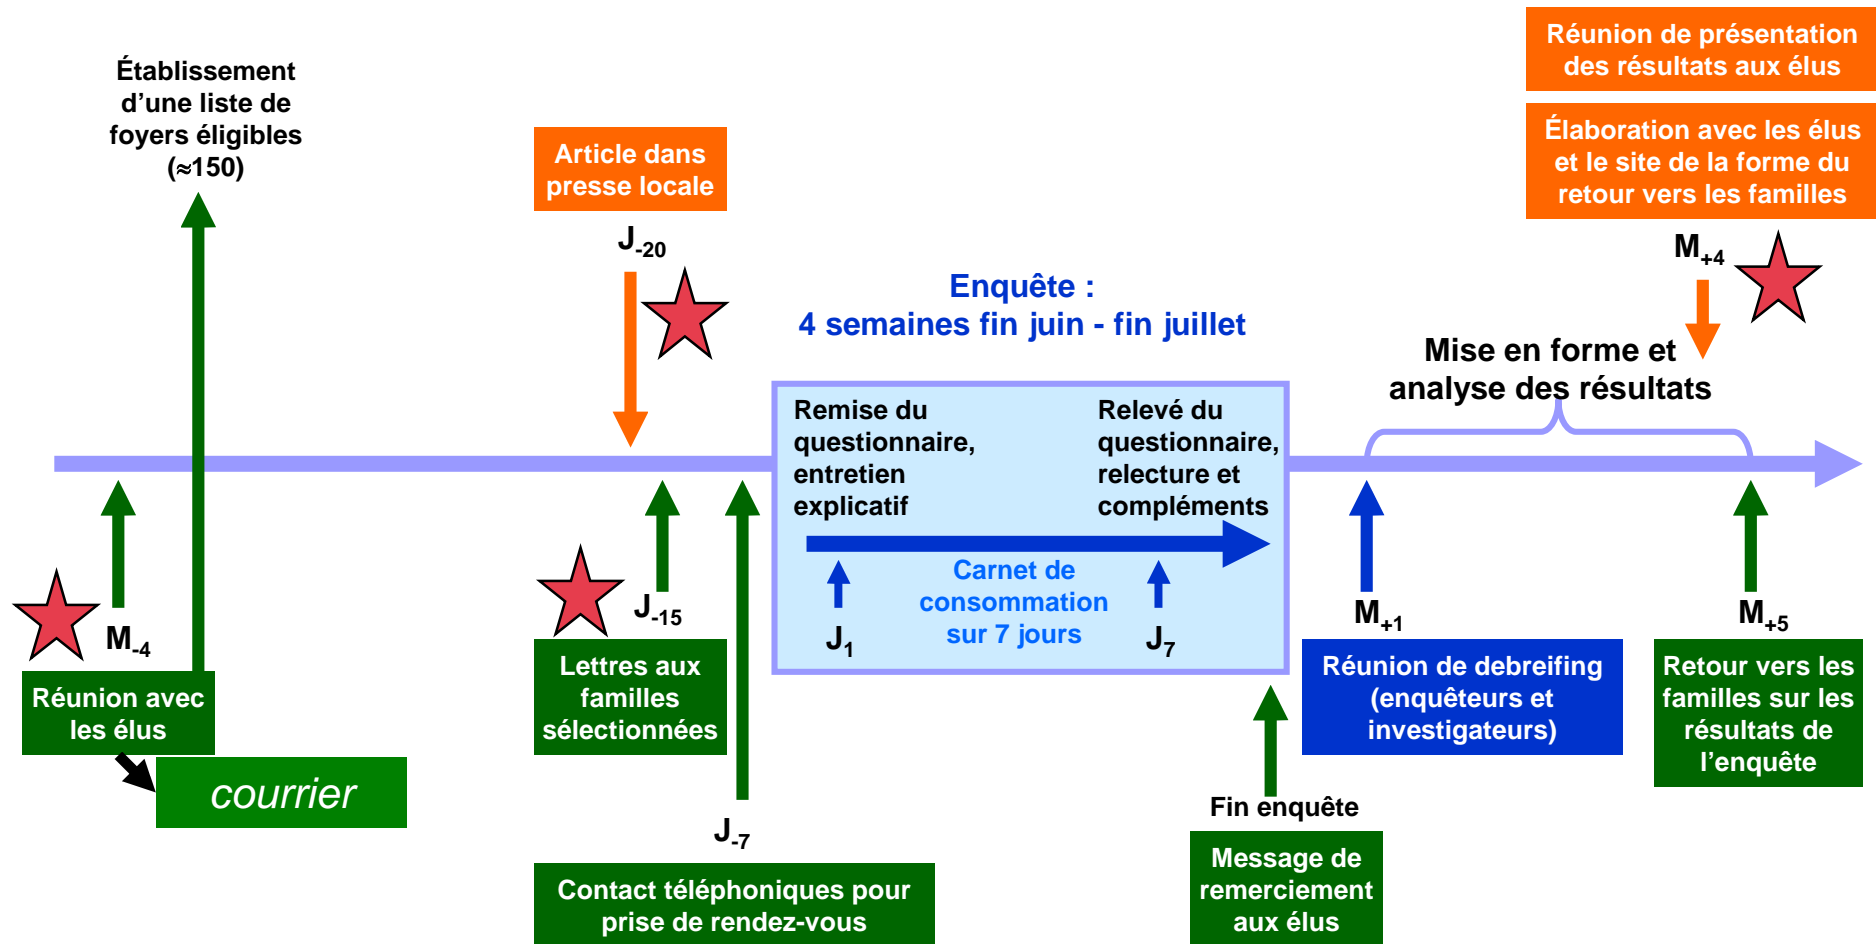 Établissement
d’une liste de
foyers éligibles
(≈150)
Article dans
presse locale
J-20
Réunion de présentation
des résultats aux élus
Élaboration avec les élus
et le site de la forme du
retour vers les familles
M+4
Enquête :
4 semaines fin juin - fin juillet
Mise en forme et
analyse des résultats
Remise du
questionnaire,
entretien
explicatif
Relevé du
questionnaire,
relecture et
compléments
Carnet de
consommation
sur 7 jours
J1
J7
M-4
Réunion avec
les élus
courrier
J-15
Lettres aux
familles
sélectionnées
J-7
Contact téléphoniques pour
prise de rendez-vous
Fin enquête
Message de
remerciement
aux élus
M+1
Réunion de debreifing
(enquêteurs et
investigateurs)
M+5
Retour vers les
familles sur les
résultats de
l’enquête